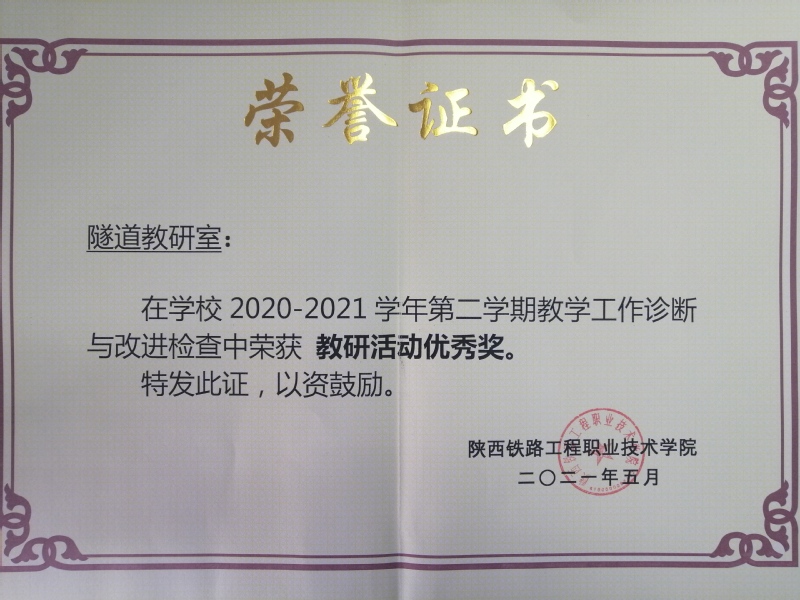 荣誉证书
隧道教研室：
在学校 2020-2021 学年第二学期教学工作诊断
与改进检查中荣获 教研活动优秀奖。
特发此证，以资鼓励。
陕西铁路工程职业技术学院
二〇二一年五月